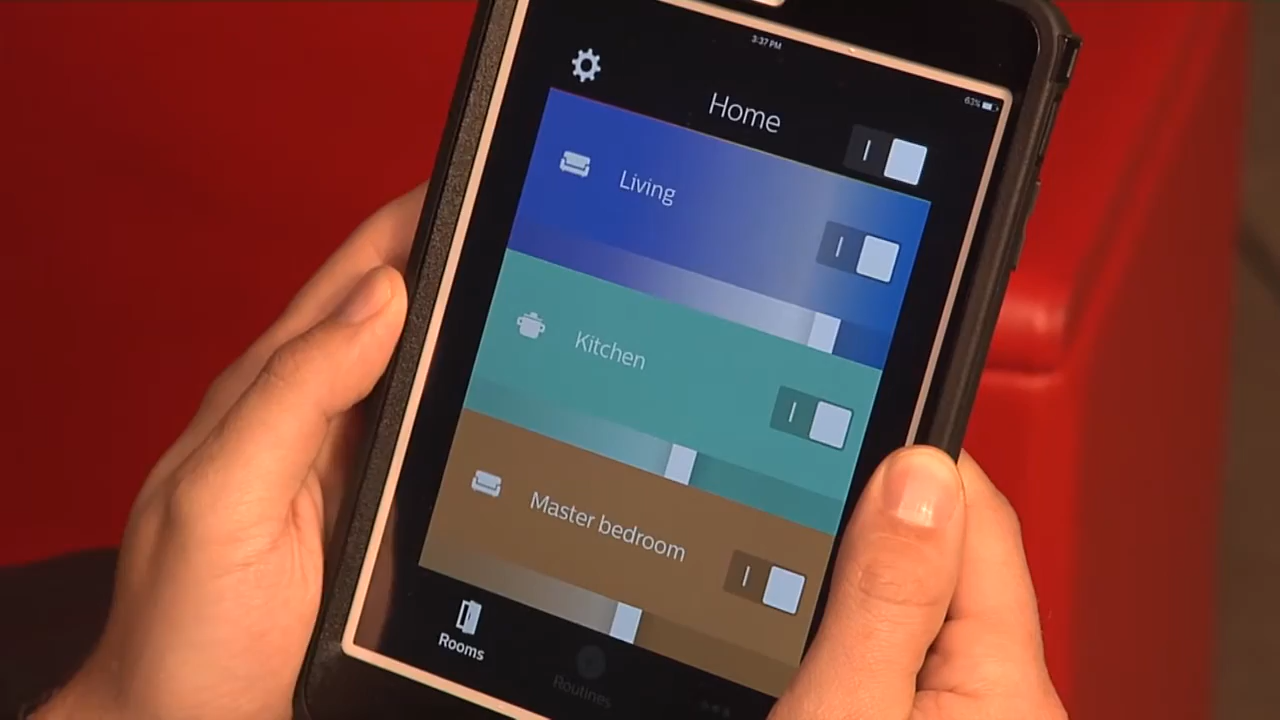 3:37 PM
63%
Home
Living
Kitchen
Master bedroom
Rooms
Routines